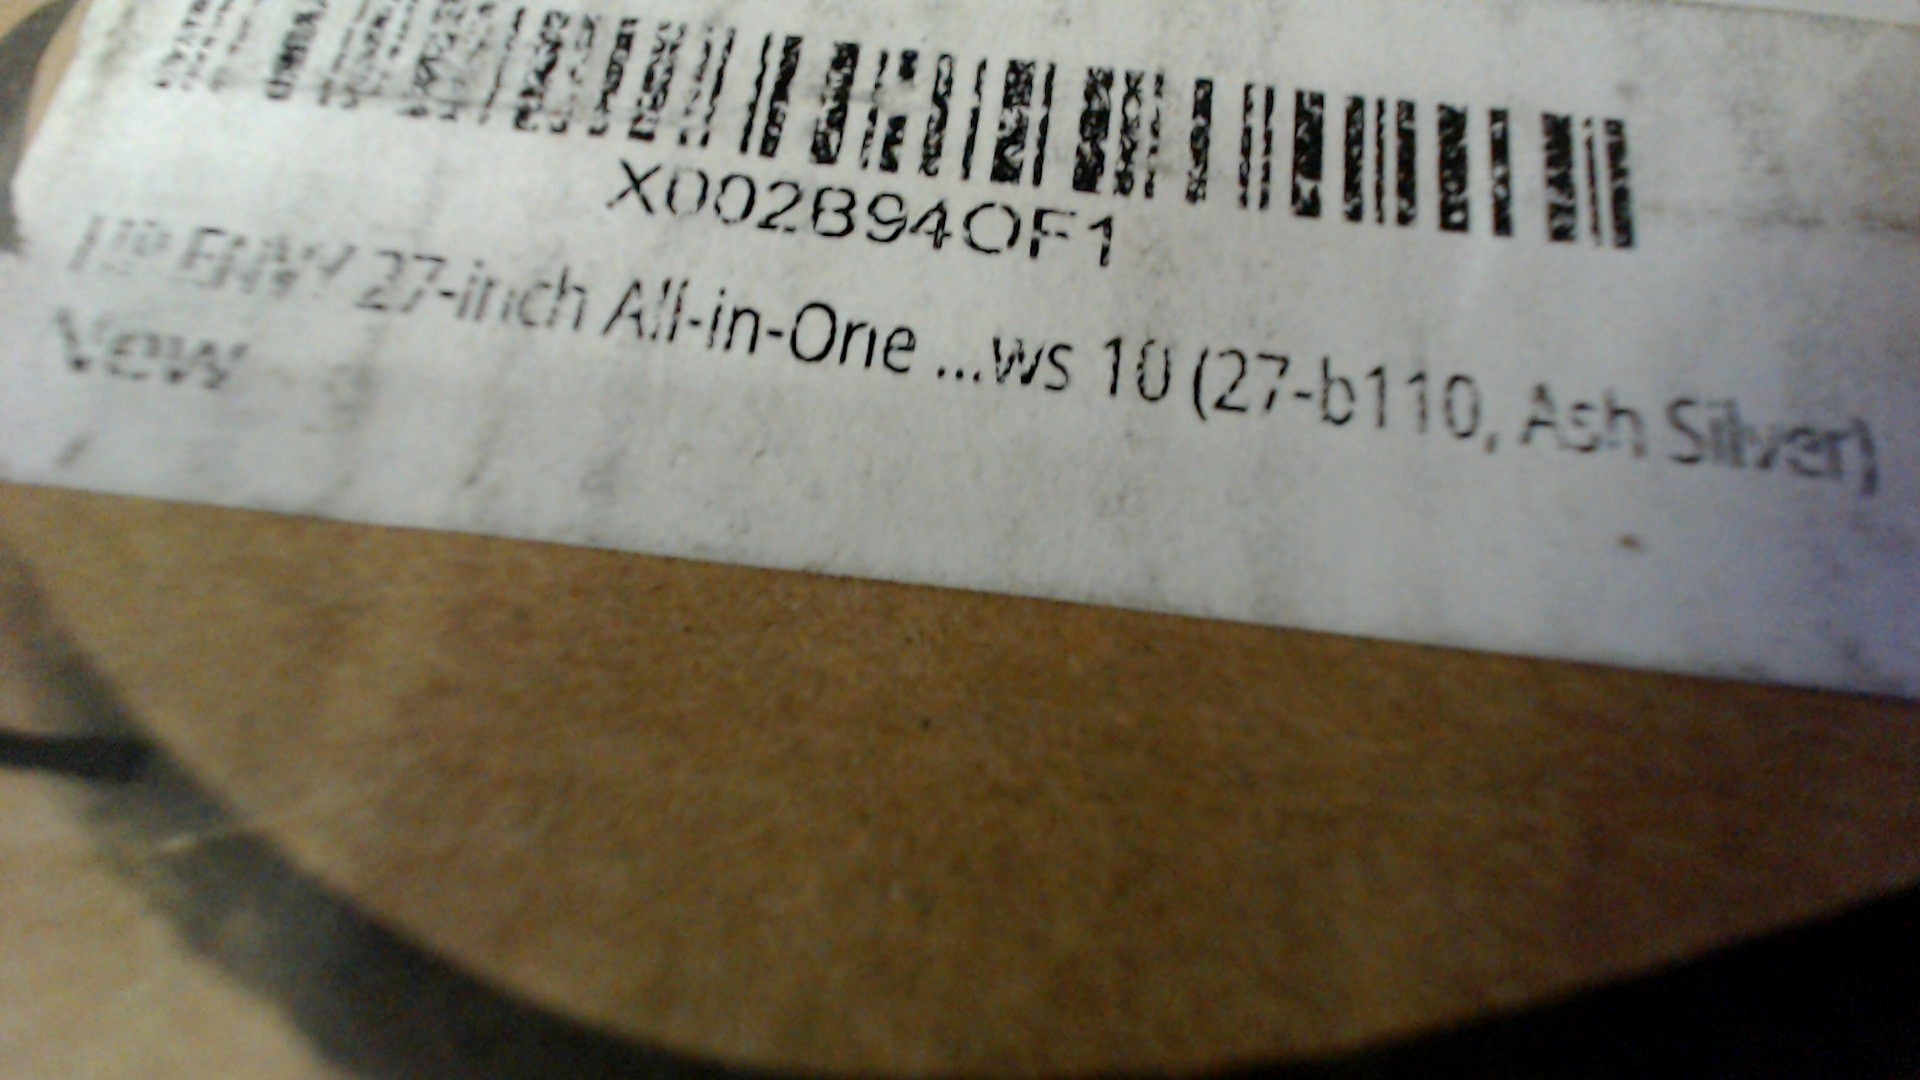 X002B94OF1
HP ENVY 27-inch All-in-One ...ws 10 (27-b110, Ash Silver)
New